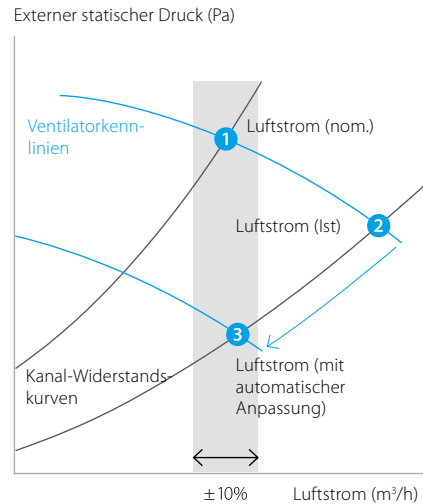 Externer statischer Druck (Pa)
Ventilatorkenn-
linien
1
Luftstrom (nom.)
Luftstrom (Ist)
2
3
Kanal-Widerstands-
kurven
Luftstrom (mit
automatischer
Anpassung)
±10%
Luftstrom (m³/h)